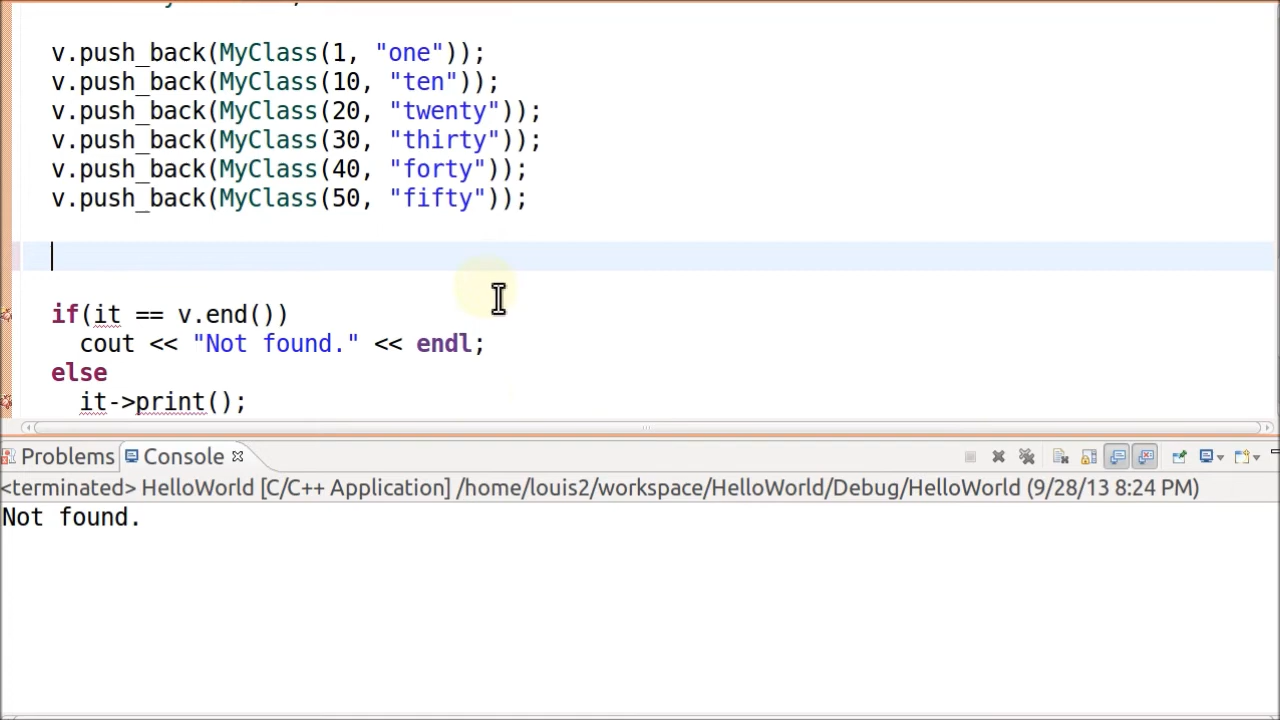 v.push_back(MyClass(1, "one"));
v.push_back(MyClass(10, "ten"));
v.push_back(MyClass(20, "twenty"));
v.push_back(MyClass(30, "thirty"));
v.push_back(MyClass(40, "forty"));
v.push_back(MyClass(50, "fifty"));
if(it == v.end())
cout << "Not found." << endl;
else
it->print();
Problems Console
<terminated> HelloWorld [C/C++ Application] /home/louis2/workspace/HelloWorld/Debug/HelloWorld (9/28/13 8:24 PM)
Not found.